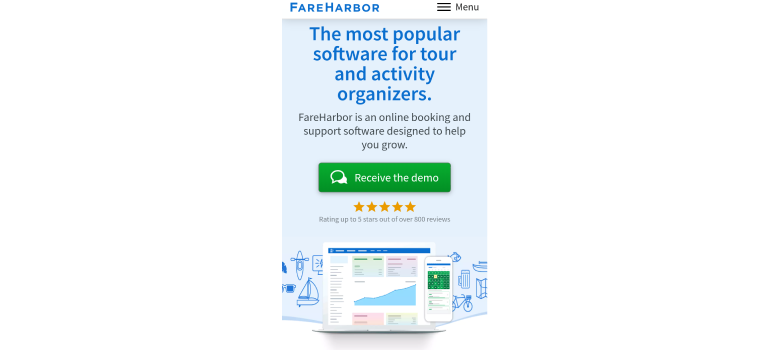 FAREHARBOR
Menu
The most popular
software for tour
and activity
organizers.
FareHarbor is an online booking and
support software designed to help
you grow.
Receive the demo
Rating up to 5 stars out of over 800 reviews